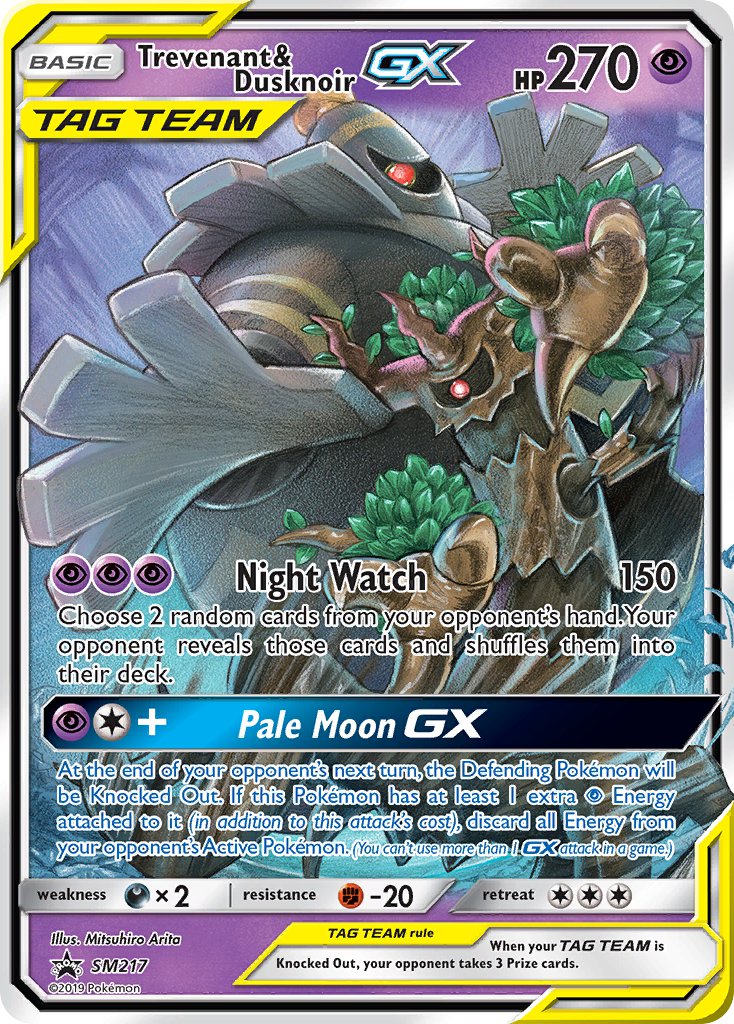 BASIC
Trevenant&
Dusknoir GX
HP270
TAG TEAM
Night Watch 150
Choose 2 random cards from your opponent's hand.Your
opponent reveals those cards and shuffles them into
their deck.
+ Pale Moon GX
At the end of your opponent's next turn, the Defending Pokémon will
be Knocked Out. If this Pokémon has at least 1 extra Energy
attached to it (in addition to this attack's cost), discard all Energy from
your opponent's Active Pokémon. (You can't use more than 1 GX attack in a game.)
weakness ×2 resistance -20 retreat
Illus. Mitsuhiro Arita
SM217
©2019 Pokémon
TAG TEAM rule
When your TAG TEAM is
Knocked Out, your opponent takes 3 Prize cards.